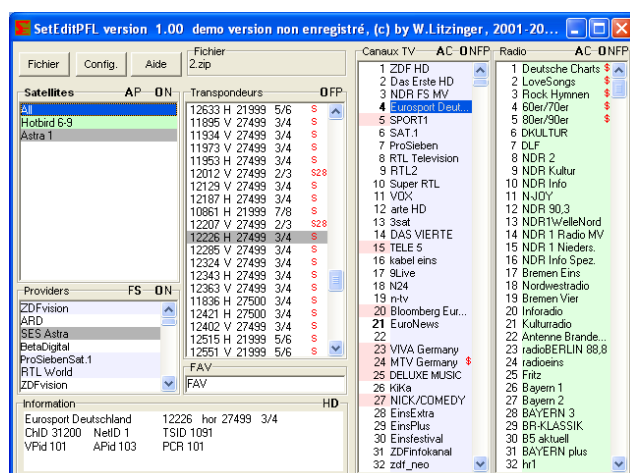 SetEditPFL version 1.00 demo version non enregistré, (c) by W.Litzinger, 2001-20...
Fichier
Config.
Aide
Fichier
2.zip
Satellites AP ON
All
Hotbird 6-9
Astra 1
Providers FS ON
ZDFvision
ARD
SES Astra
BetaDigital
ProSiebenSat.1
RTL World
ZDFvision
Transpondeurs OFP
12633 H 21999 5/6 S
11895 V 27499 3/4 S
11934 V 27499 3/4 S
11973 V 27499 3/4 S
11953 H 27499 3/4 S
12012 V 27499 2/3 S28
12129 V 27499 3/4 S
12187 H 27499 3/4 S
10861 H 21999 7/8 S
12207 V 27499 2/3 S28
12226 H 27499 3/4 S
12285 V 27499 3/4 S
12324 V 27499 3/4 S
12343 H 27499 3/4 S
12363 V 27499 3/4 S
11836 H 27500 3/4 S
12421 H 27500 3/4 S
12402 V 27499 3/4 S
12515 H 21999 5/6 S
12551 V 21999 5/6 S
FAV
FAV
Information HD
Eurosport Deutschland 12226 hor 27499 3/4
ChID 31200 NetID 1 TSID 1091
VPid 101 APid 103 PCR 101
Canaux TV AC ONFP
1 ZDF HD
2 Das Erste HD
3 NDR FS MV
4 Eurosport Deut...
5 SPORT1
6 SAT.1
7 ProSieben
8 RTL Television
9 RTL2
10 Super RTL
11 VOX
12 arte HD
13 3sat
14 DAS VIERTE
15 TELE 5
16 kabel eins
17 9Live
18 N24
19 n-tv
20 Bloomberg Eur...
21 EuroNews
22
23 VIVA Germany
24 MTV Germany $
25 DELUXE MUSIC
26 KiKa
27 NICK/COMEDY
28 EinsExtra
29 EinsPlus
30 Einsfestival
31 ZDFinfokanal
32 zdf_neo
Radio AC ONFP
1 Deutsche Charts $
2 LoveSongs $
3 Rock Hymnen $
4 60er/70er $
5 80er/90er $
6 DKULTUR
7 DLF
8 NDR 2
9 NDR Kultur
10 NDR Info
11 N-JOY
12 NDR 90,3
13 NDR1WelleNord
14 NDR 1 Radio MV
15 NDR 1 Nieders.
16 NDR Info Spez.
17 Bremen Eins
18 Nordwestradio
19 Bremen Vier
20 Inforadio
21 Kulturradio
22 Antenne Brande...
23 radioBERLIN 88,8
24 radioeins
25 Fritz
26 Bayern 1
27 Bayern 2
28 BAYERN 3
29 BR-KLASSIK
30 B5 aktuell
31 BAYERN plus
32 hr1